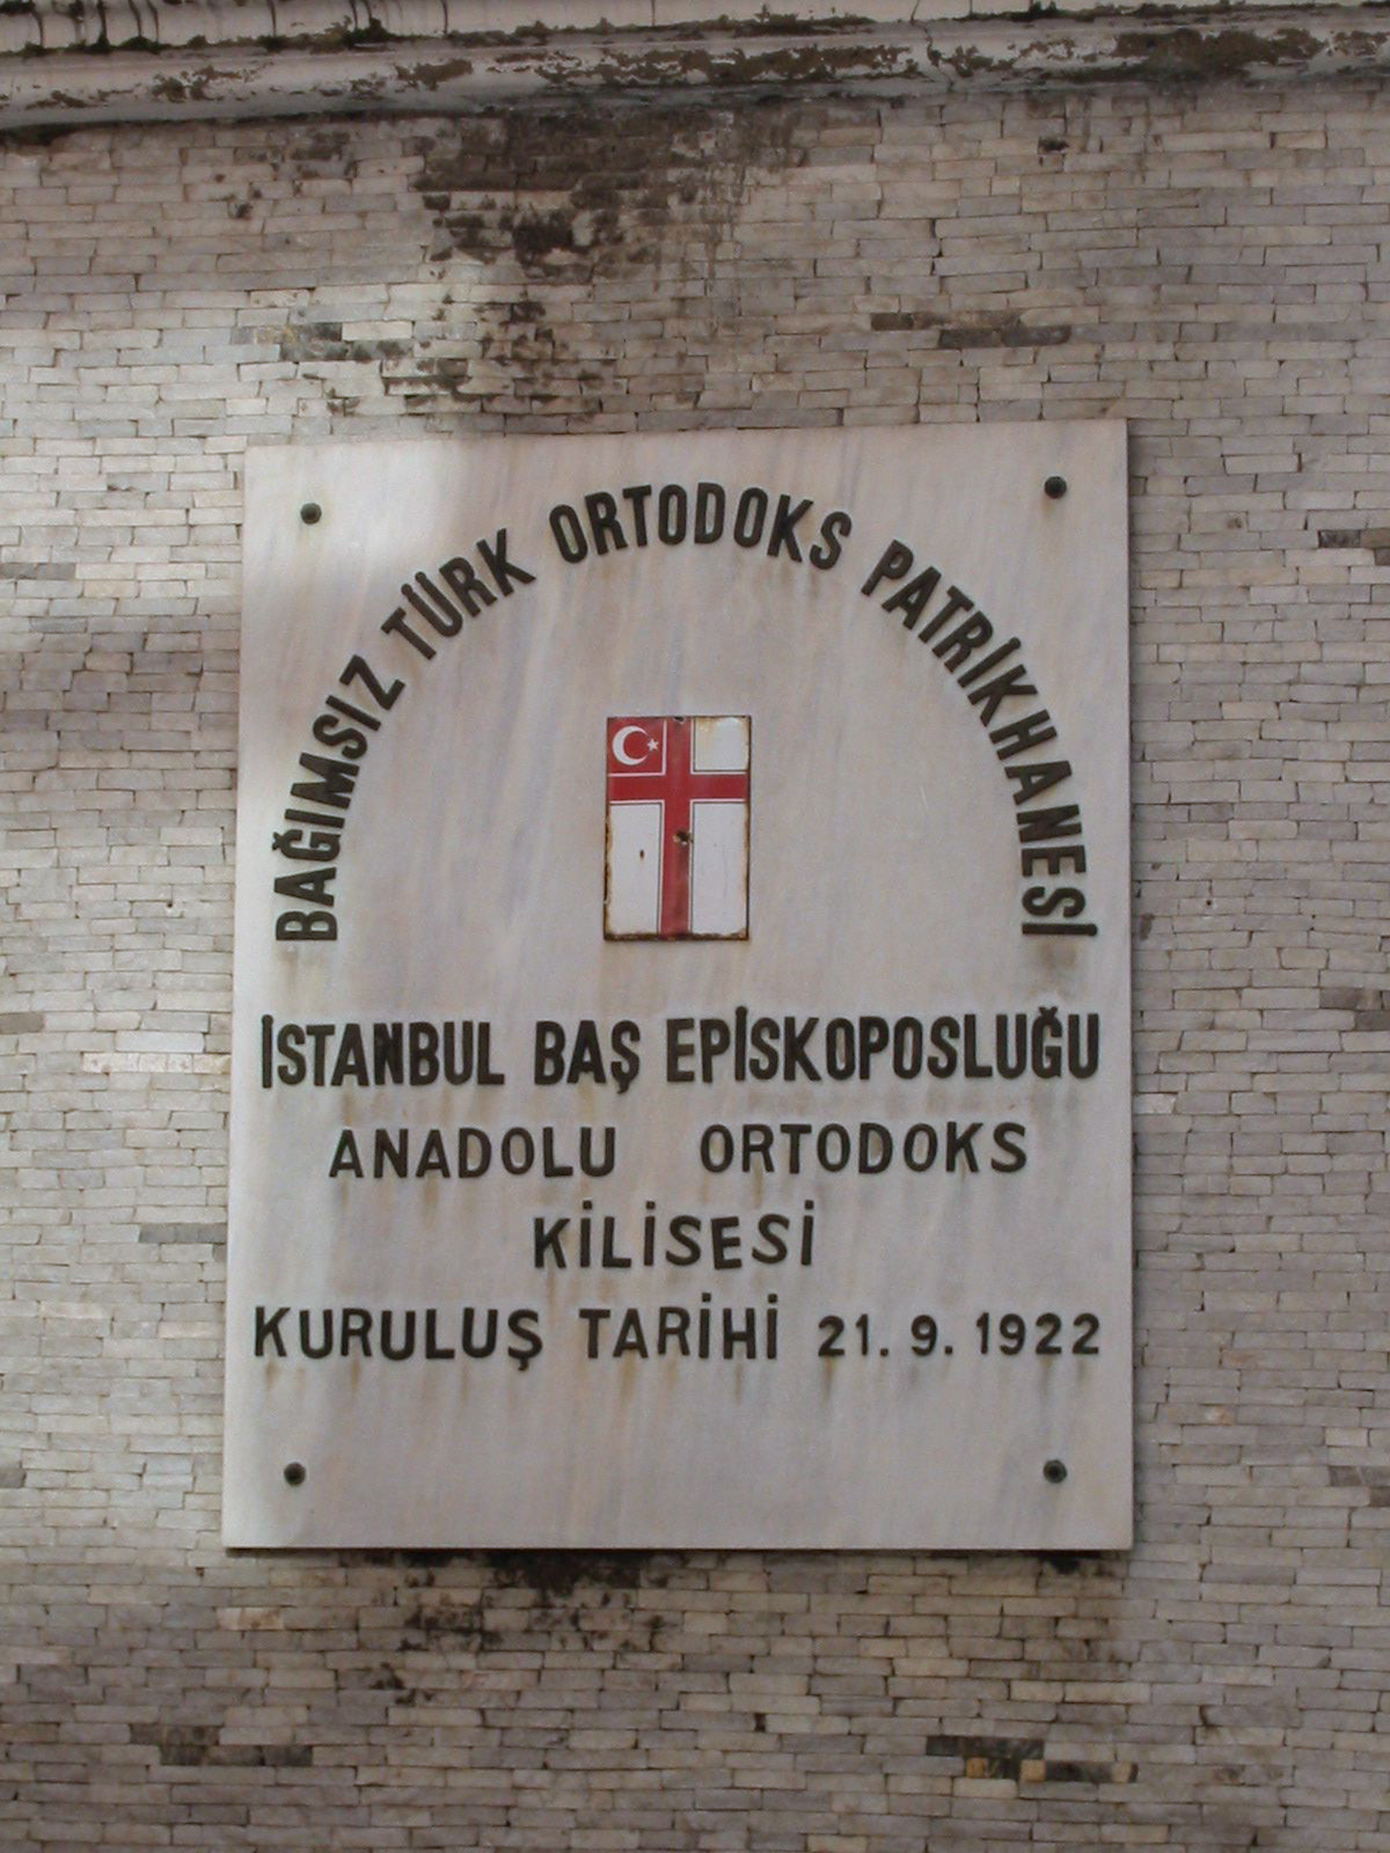 BAĞIMSIZ TÜRK ORTODOKS PATRİKHANESİ
İSTANBUL BAŞ EPİSKOPOSLUĞU
ANADOLU ORTODOKS
KİLİSESİ
KURULUŞ TARİHİ 21.9.1922